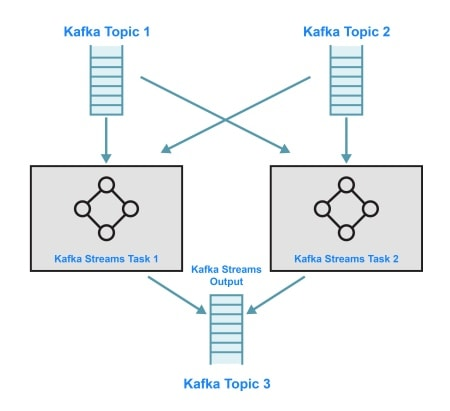 Kafka Topic 1
Kafka Topic 2
Kafka Streams Task 1
Kafka Streams Task 2
Kafka Streams
Output
Kafka Topic 3